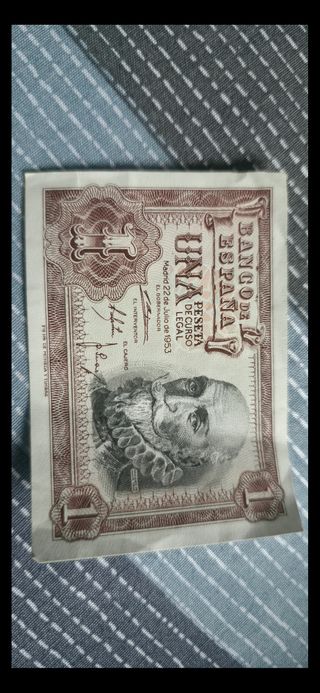 BANCO DE
ESPAÑA
UNA PESETA
DE CURSO
LEGAL
Madrid 22 de Julio de 1953
EL GOBERNADOR
EL INTERVENTOR
EL CAJERO
1
1
1